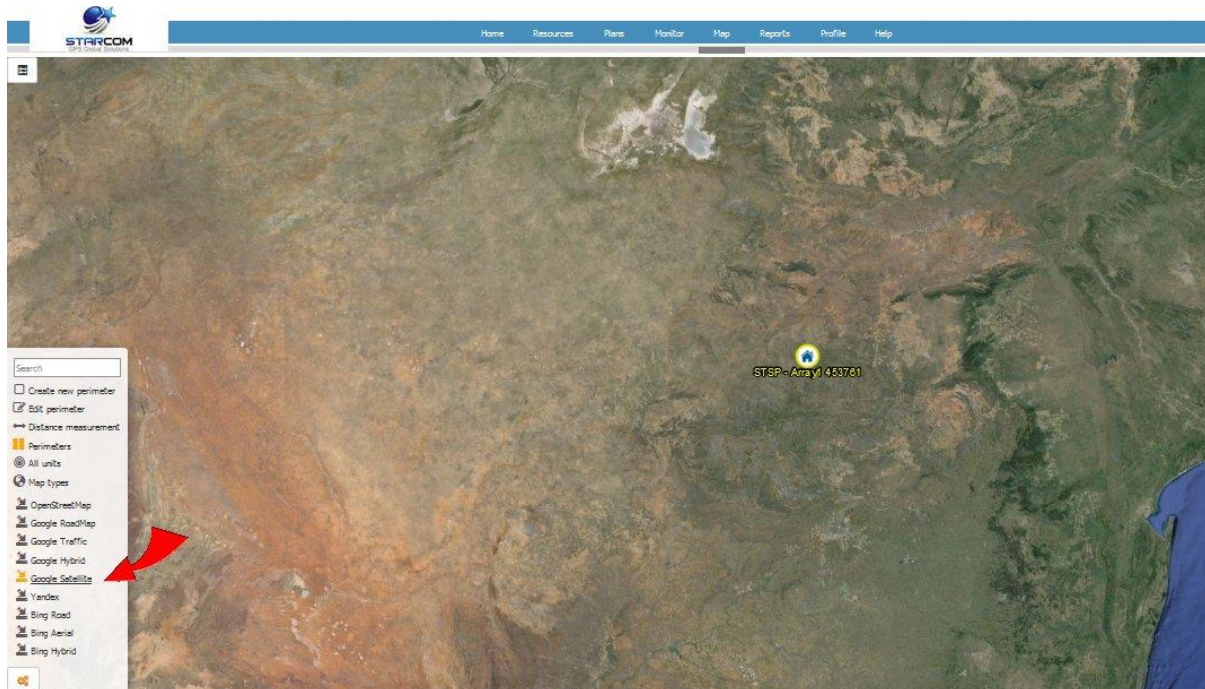 STARCOM
GPS Global Solutions
Home Resources Plans Monitor Map Reports Profile Help
STSP - Array1 453761
Search
Create new perimeter
Edit perimeter
Distance measurement
Perimeters
All units
Map types
OpenStreetMap
Google RoadMap
Google Traffic
Google Hybrid
Google Satellite
Yandex
Bing Road
Bing Aerial
Bing Hybrid